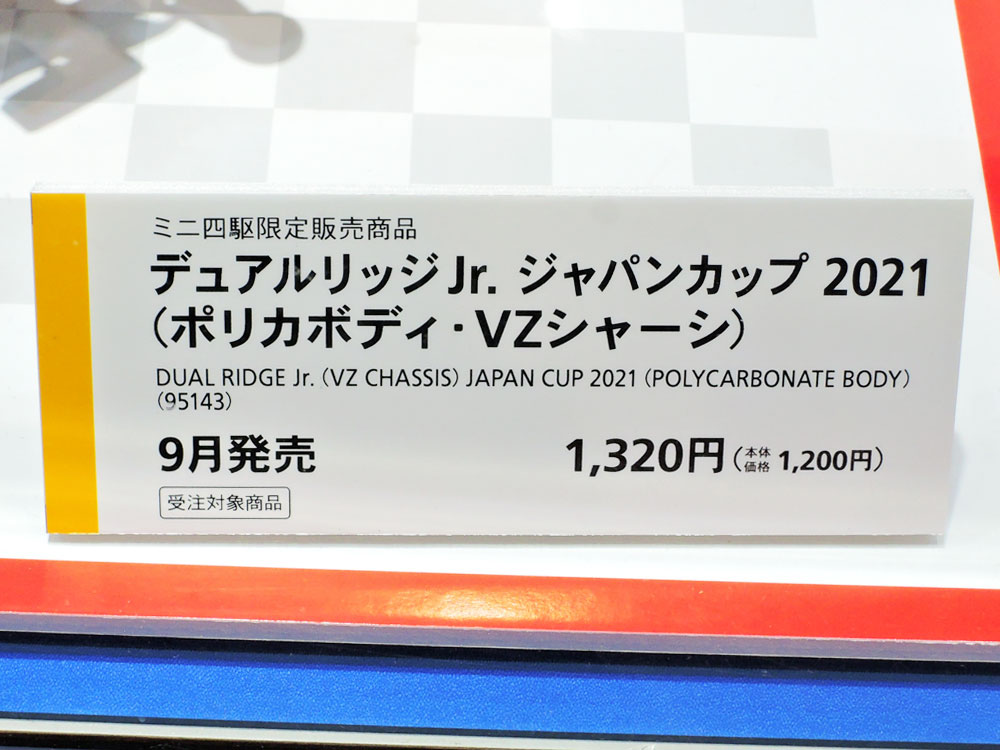 ミニ四駆限定販売商品
デュアルリッジJr. ジャパンカップ 2021
(ポリカボディ・VZシャーシ)
DUAL RIDGE Jr. (VZ CHASSIS) JAPAN CUP 2021 (POLYCARBONATE BODY)
(95143)
9月発売 1,320円(本体価格 1,200円)
受注対象商品